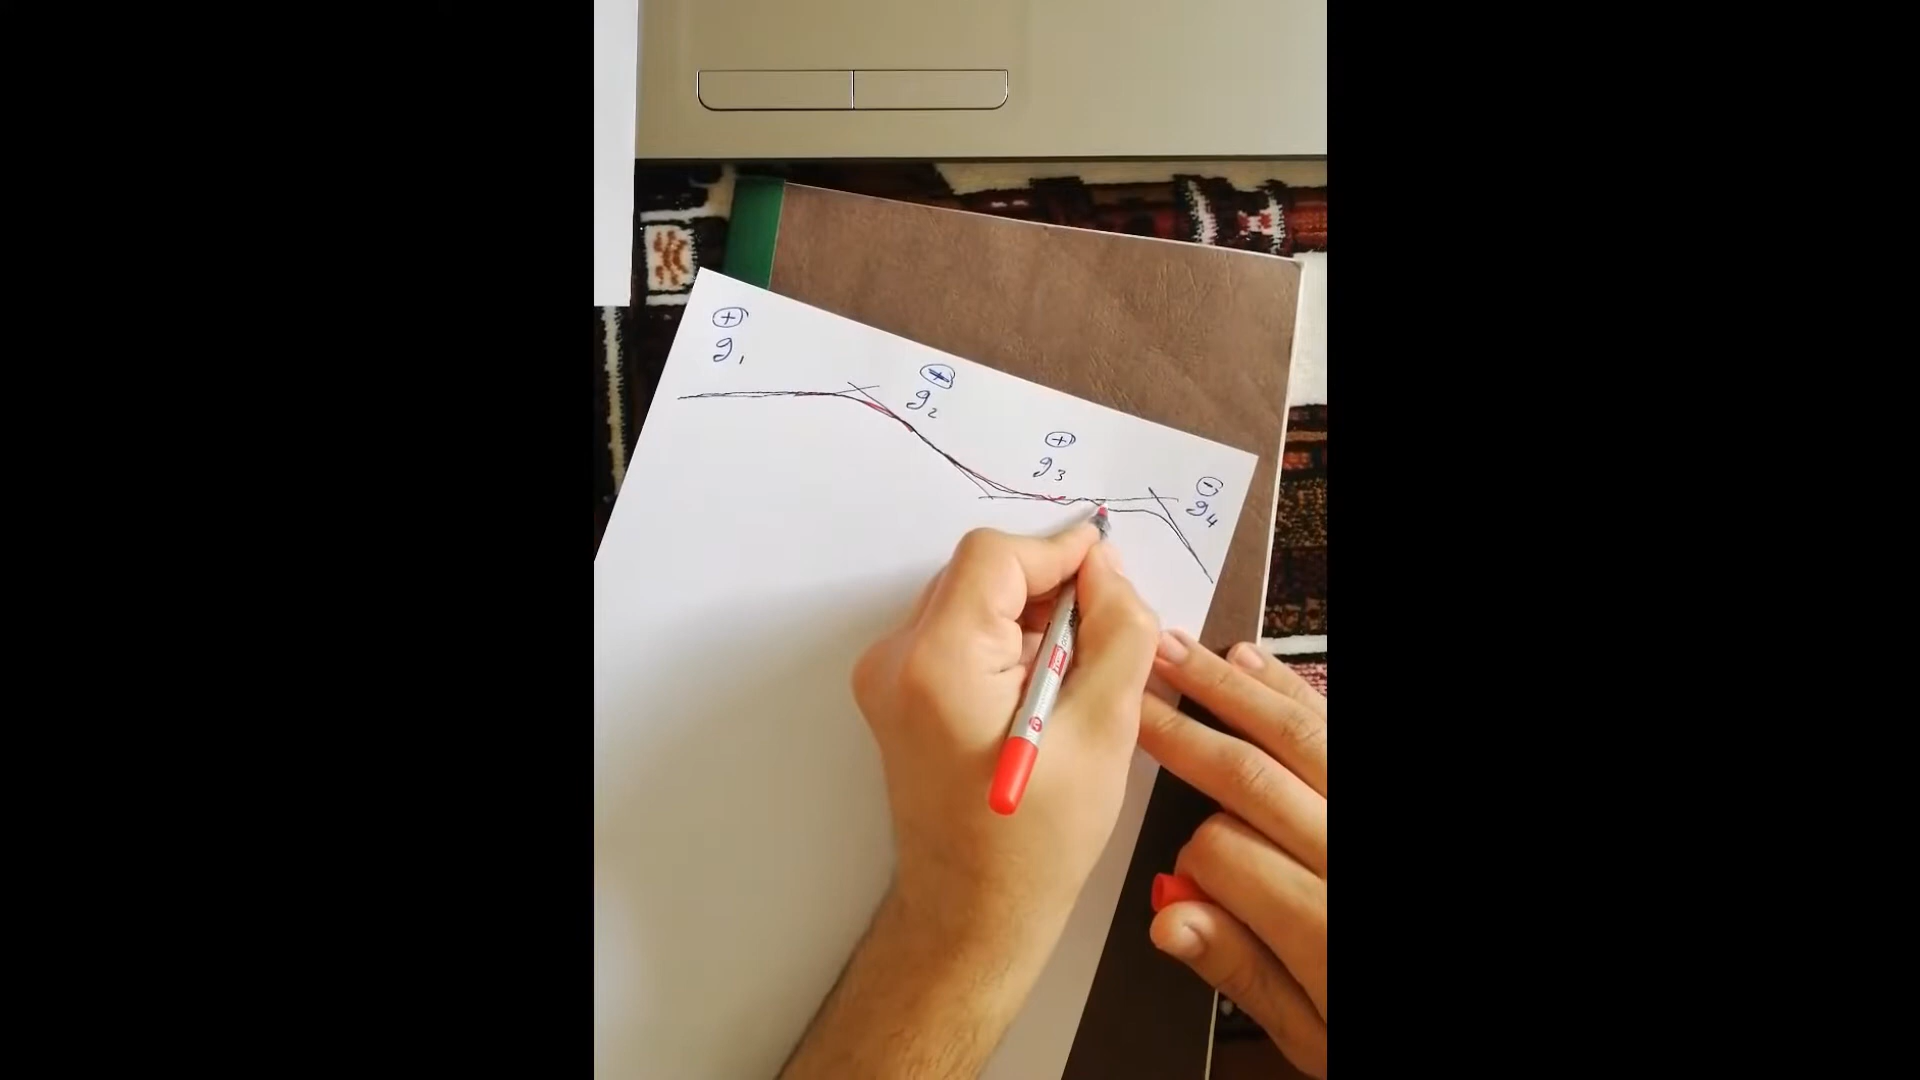 +
g1
+
g2
+
g3
-
g4